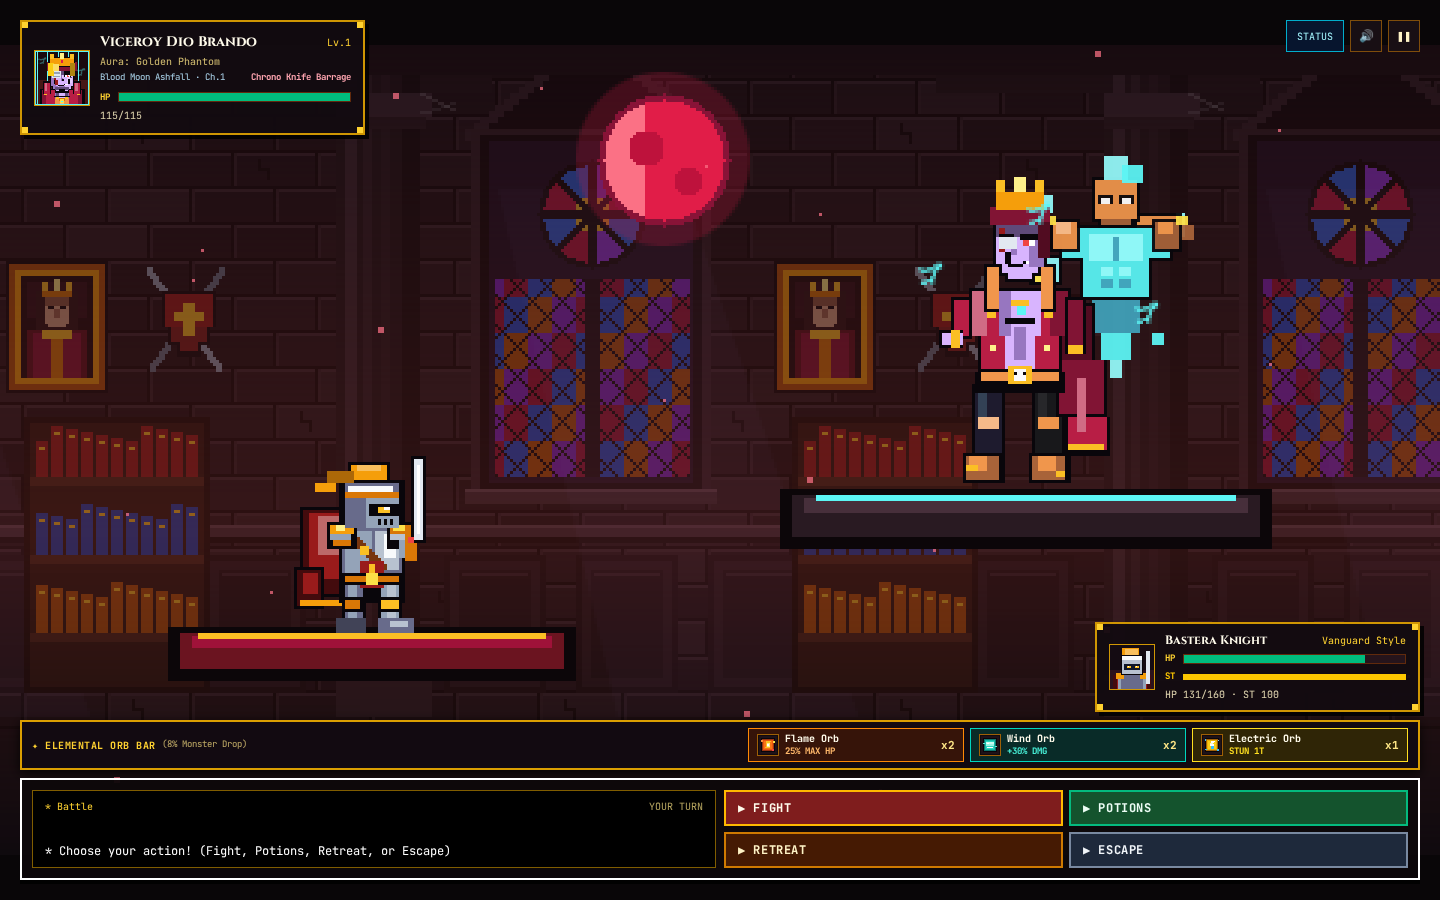 Viceroy Dio Brando Lv.1
Aura: Golden Phantom
Blood Moon Ashfall · Ch.1 Chrono Knife Barrage
HP
115/115
STATUS
Bastera Knight Vanguard Style
HP
ST
HP 131/160 · ST 100
✦ ELEMENTAL ORB BAR (8% Monster Drop)
Flame Orb
25% MAX HP
x2
Wind Orb
+30% DMG
x2
Electric Orb
STUN 1T
x1
* Battle YOUR TURN
* Choose your action! (Fight, Potions, Retreat, or Escape)
▶ FIGHT
▶ POTIONS
▶ RETREAT
▶ ESCAPE